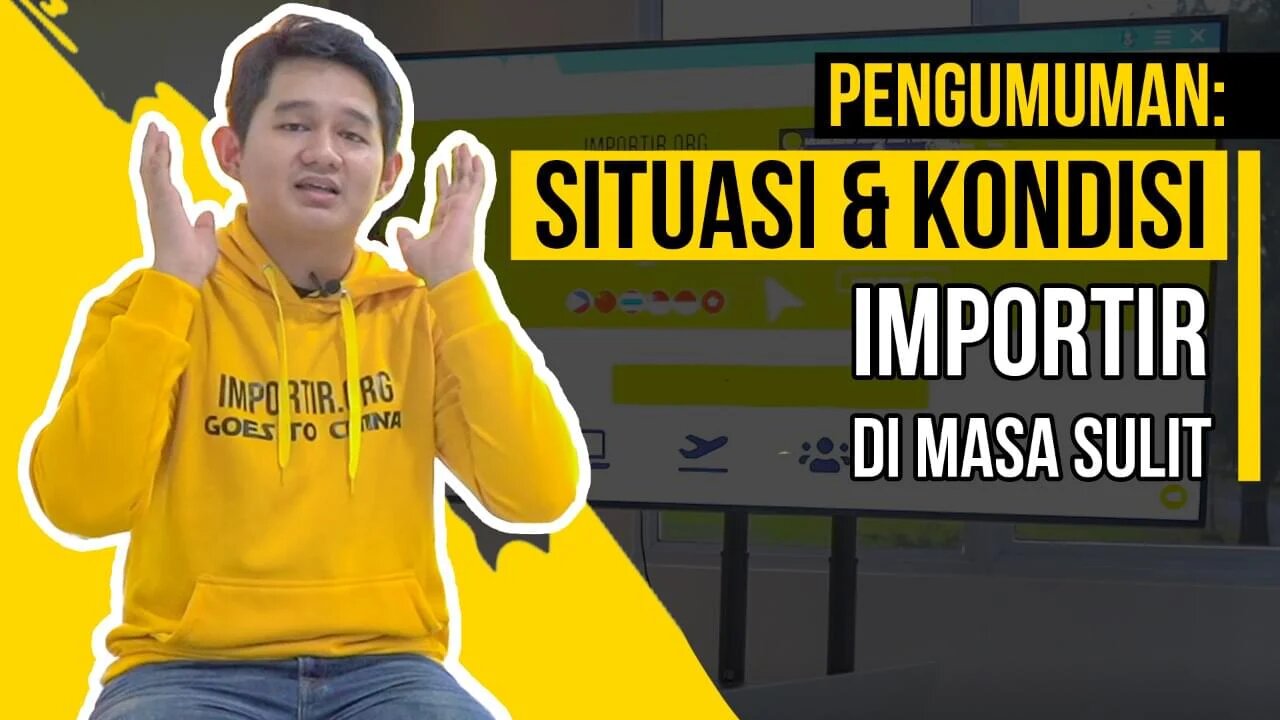 PENGUMUMAN:
SITUASI & KONDISI
IMPORTIR
DI MASA SULIT
IMPORTIR.ORG
IMPORTIR.ORG
GOES TO CHINA